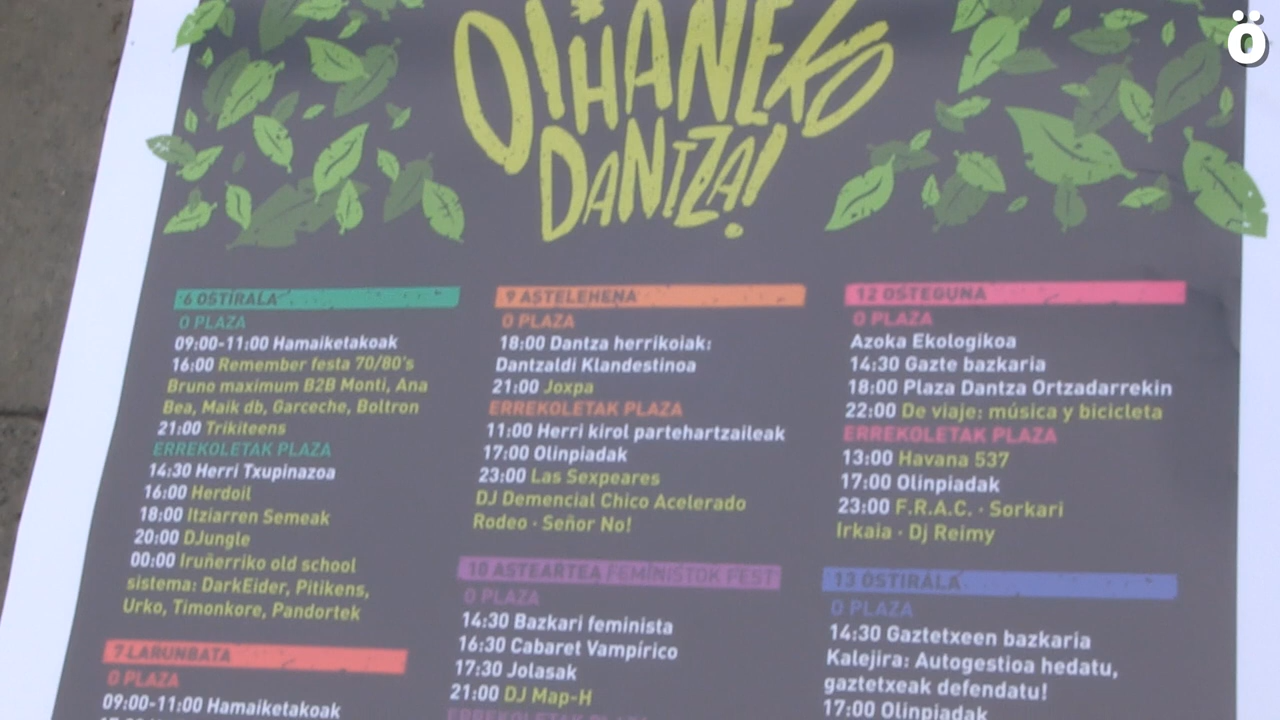 OIHANEKO
DANTZA!
ö
6 OSTIRALA
O PLAZA
09:00-11:00 Hamaiketakoak
16:00 Remember festa 70/80's
Bruno maximum B2B Monti, Ana
Bea, Maik db, Garceche, Boltron
21:00 Trikiteens
ERREKOLETAK PLAZA
14:30 Herri Txupinazoa
16:00 Herdoil
18:00 Itziarren Semeak
20:00 DJungle
00:00 Iruñerriko old school
sistema: DarkEider, Pitikens,
Urko, Timonkore, Pandortek
7 LARUNBATA
O PLAZA
09:00-11:00 Hamaiketakoak
9 ASTELEHENA
O PLAZA
18:00 Dantza herrikoiak:
Dantzaldi Klandestinoa
21:00 Joxpa
ERREKOLETAK PLAZA
11:00 Herri kirol partehartzaileak
17:00 Olinpiadak
23:00 Las Sexpeares
DJ Demencial Chico Acelerado
Rodeo · Señor No!
10 ASTEARTEA FEMINISTOK FEST
O PLAZA
14:30 Bazkari feminista
16:30 Cabaret Vampírico
17:30 Jolasak
21:00 DJ Map-H
ERREKOLETAK PLAZA
12 OSTEGUNA
O PLAZA
Azoka Ekologikoa
14:30 Gazte bazkaria
18:00 Plaza Dantza Ortzadarrekin
22:00 De viaje: música y bicicleta
ERREKOLETAK PLAZA
13:00 Havana 537
17:00 Olinpiadak
23:00 F.R.A.C. · Sorkari
Irkaia · Dj Reimy
13 OSTIRALA
O PLAZA
14:30 Gaztetxeen bazkaria
Kalejira: Autogestioa hedatu,
gaztetxeak defendatu!
17:00 Olinpiadak